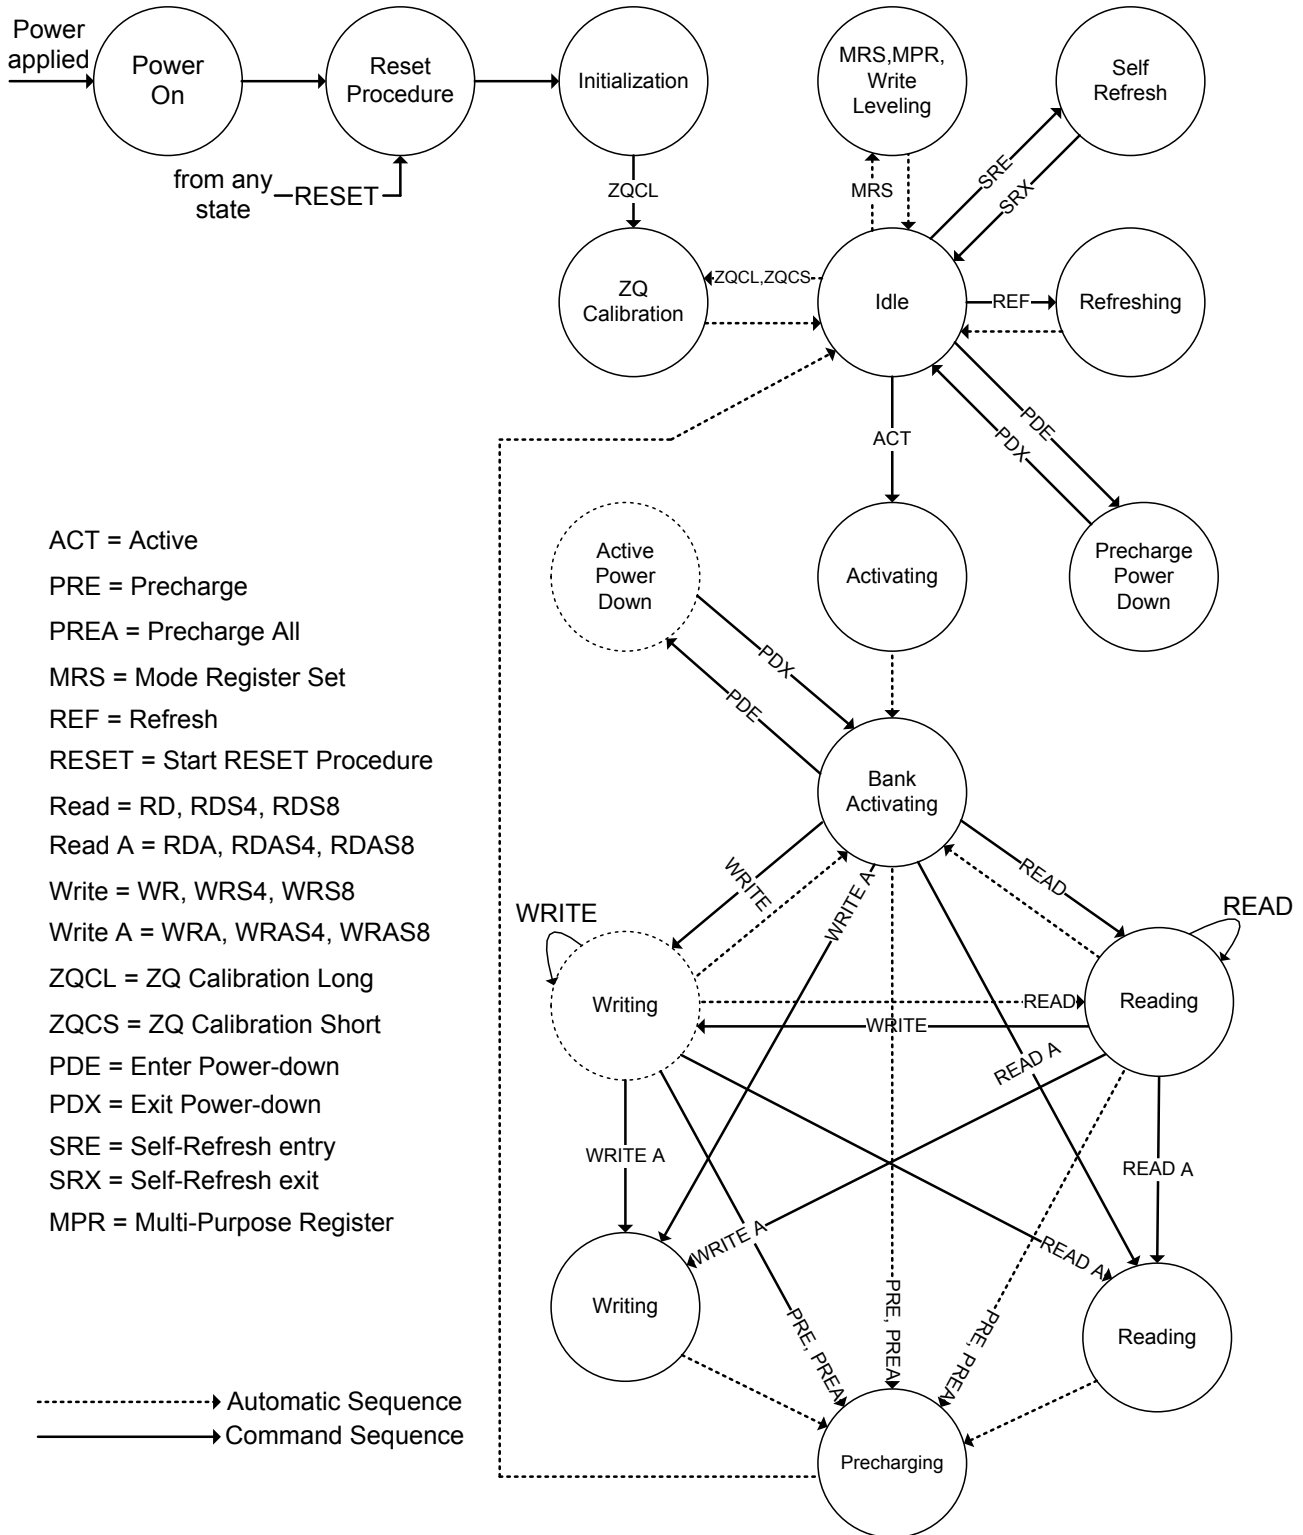 Power
applied
Power
On
Reset
Procedure
Initialization
MRS,MPR,
Write
Leveling
Self
Refresh
from any
state
RESET
ZQCL
MRS
SRE
SRX
ZQ
Calibration
ZQCL,ZQCS
Idle
REF
Refreshing
ACT
PDE
PDX
Active
Power
Down
Activating
Precharge
Power
Down
PDX
PDE
Bank
Activating
WRITE
WRITE
WRITE A
READ
READ
Writing
READ
WRITE
Reading
READ A
WRITE A
READ A
WRITE A
READ A
Writing
PRE, PREA
PRE, PREA
PRE, PREA
Reading
Precharging
ACT = Active
PRE = Precharge
PREA = Precharge All
MRS = Mode Register Set
REF = Refresh
RESET = Start RESET Procedure
Read = RD, RDS4, RDS8
Read A = RDA, RDAS4, RDAS8
Write = WR, WRS4, WRS8
Write A = WRA, WRAS4, WRAS8
ZQCL = ZQ Calibration Long
ZQCS = ZQ Calibration Short
PDE = Enter Power-down
PDX = Exit Power-down
SRE = Self-Refresh entry
SRX = Self-Refresh exit
MPR = Multi-Purpose Register
Automatic Sequence
Command Sequence